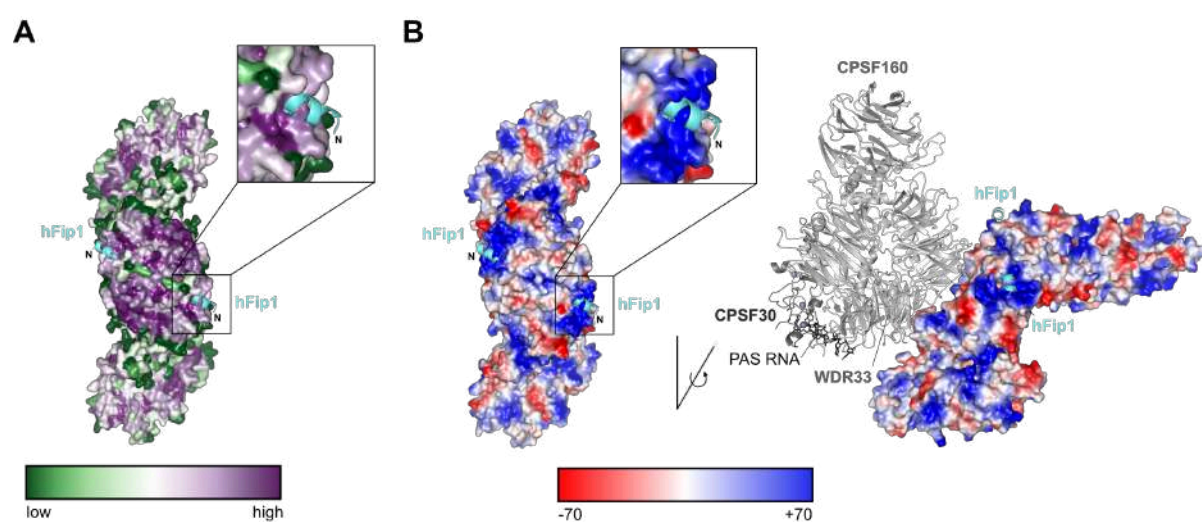 A
hFip1
N
N
hFip1
N
low
high
B
hFip1
N
N
hFip1
N
CPSF160
hFip1
CPSF30
hFip1
PAS RNA
WDR33
-70
+70